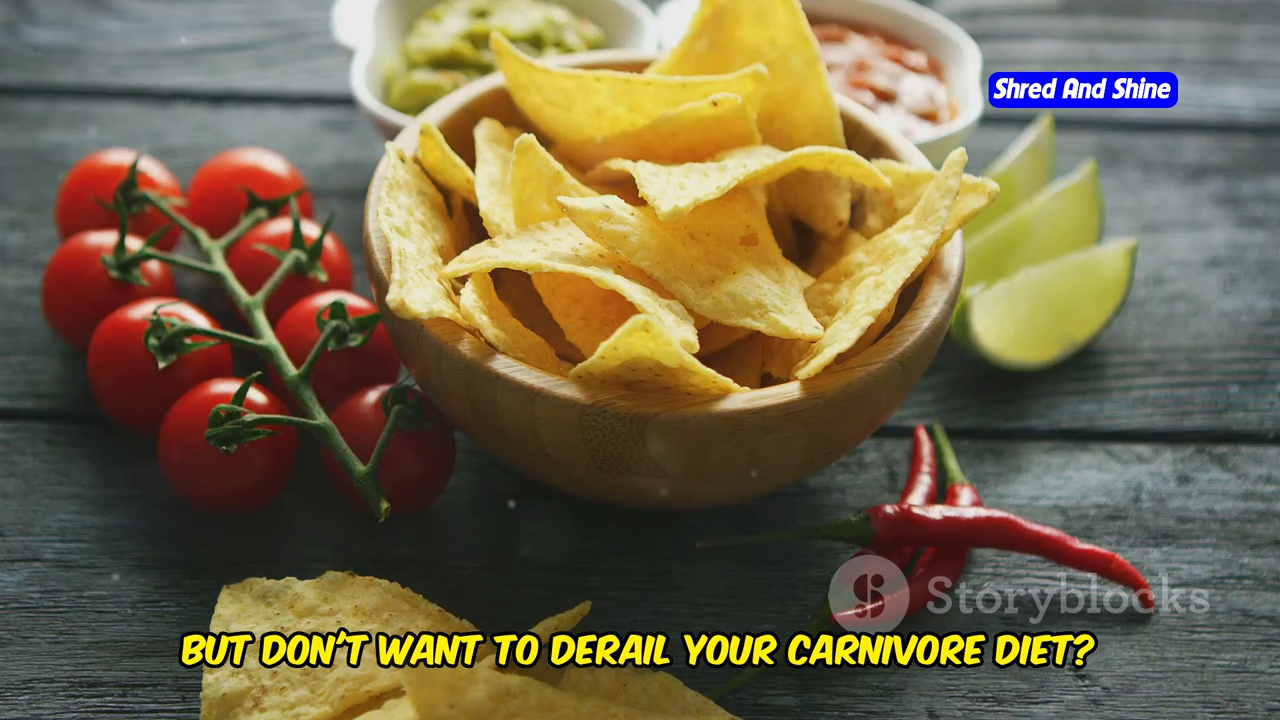 Shred And Shine
Storyblocks
BUT DON'T WANT TO DERAIL YOUR CARNIVORE DIET?